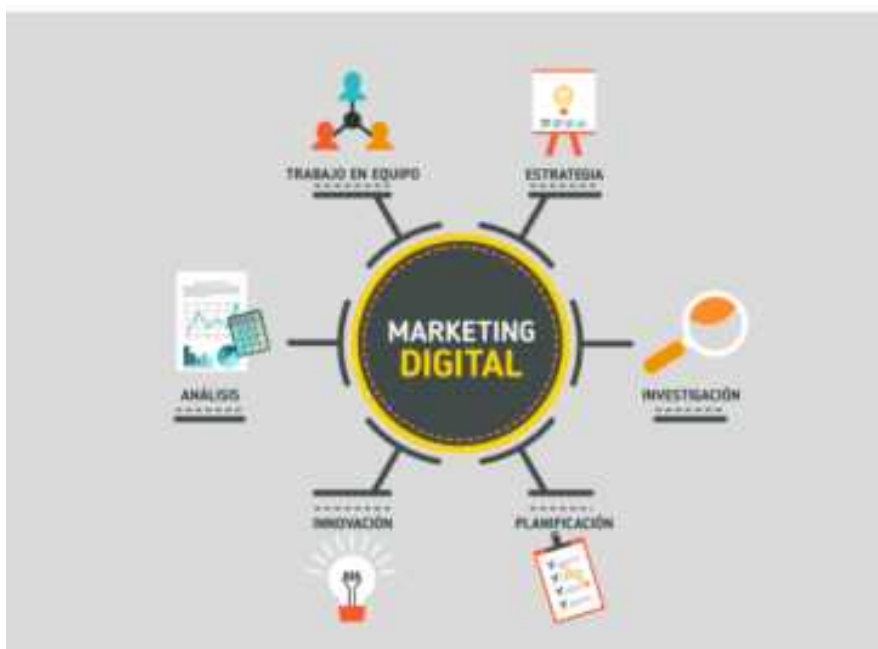 TRABAJO EN EQUIPO
ESTRATEGIA
MARKETING
DIGITAL
ANÁLISIS
INVESTIGACIÓN
INNOVACIÓN
PLANIFICACIÓN